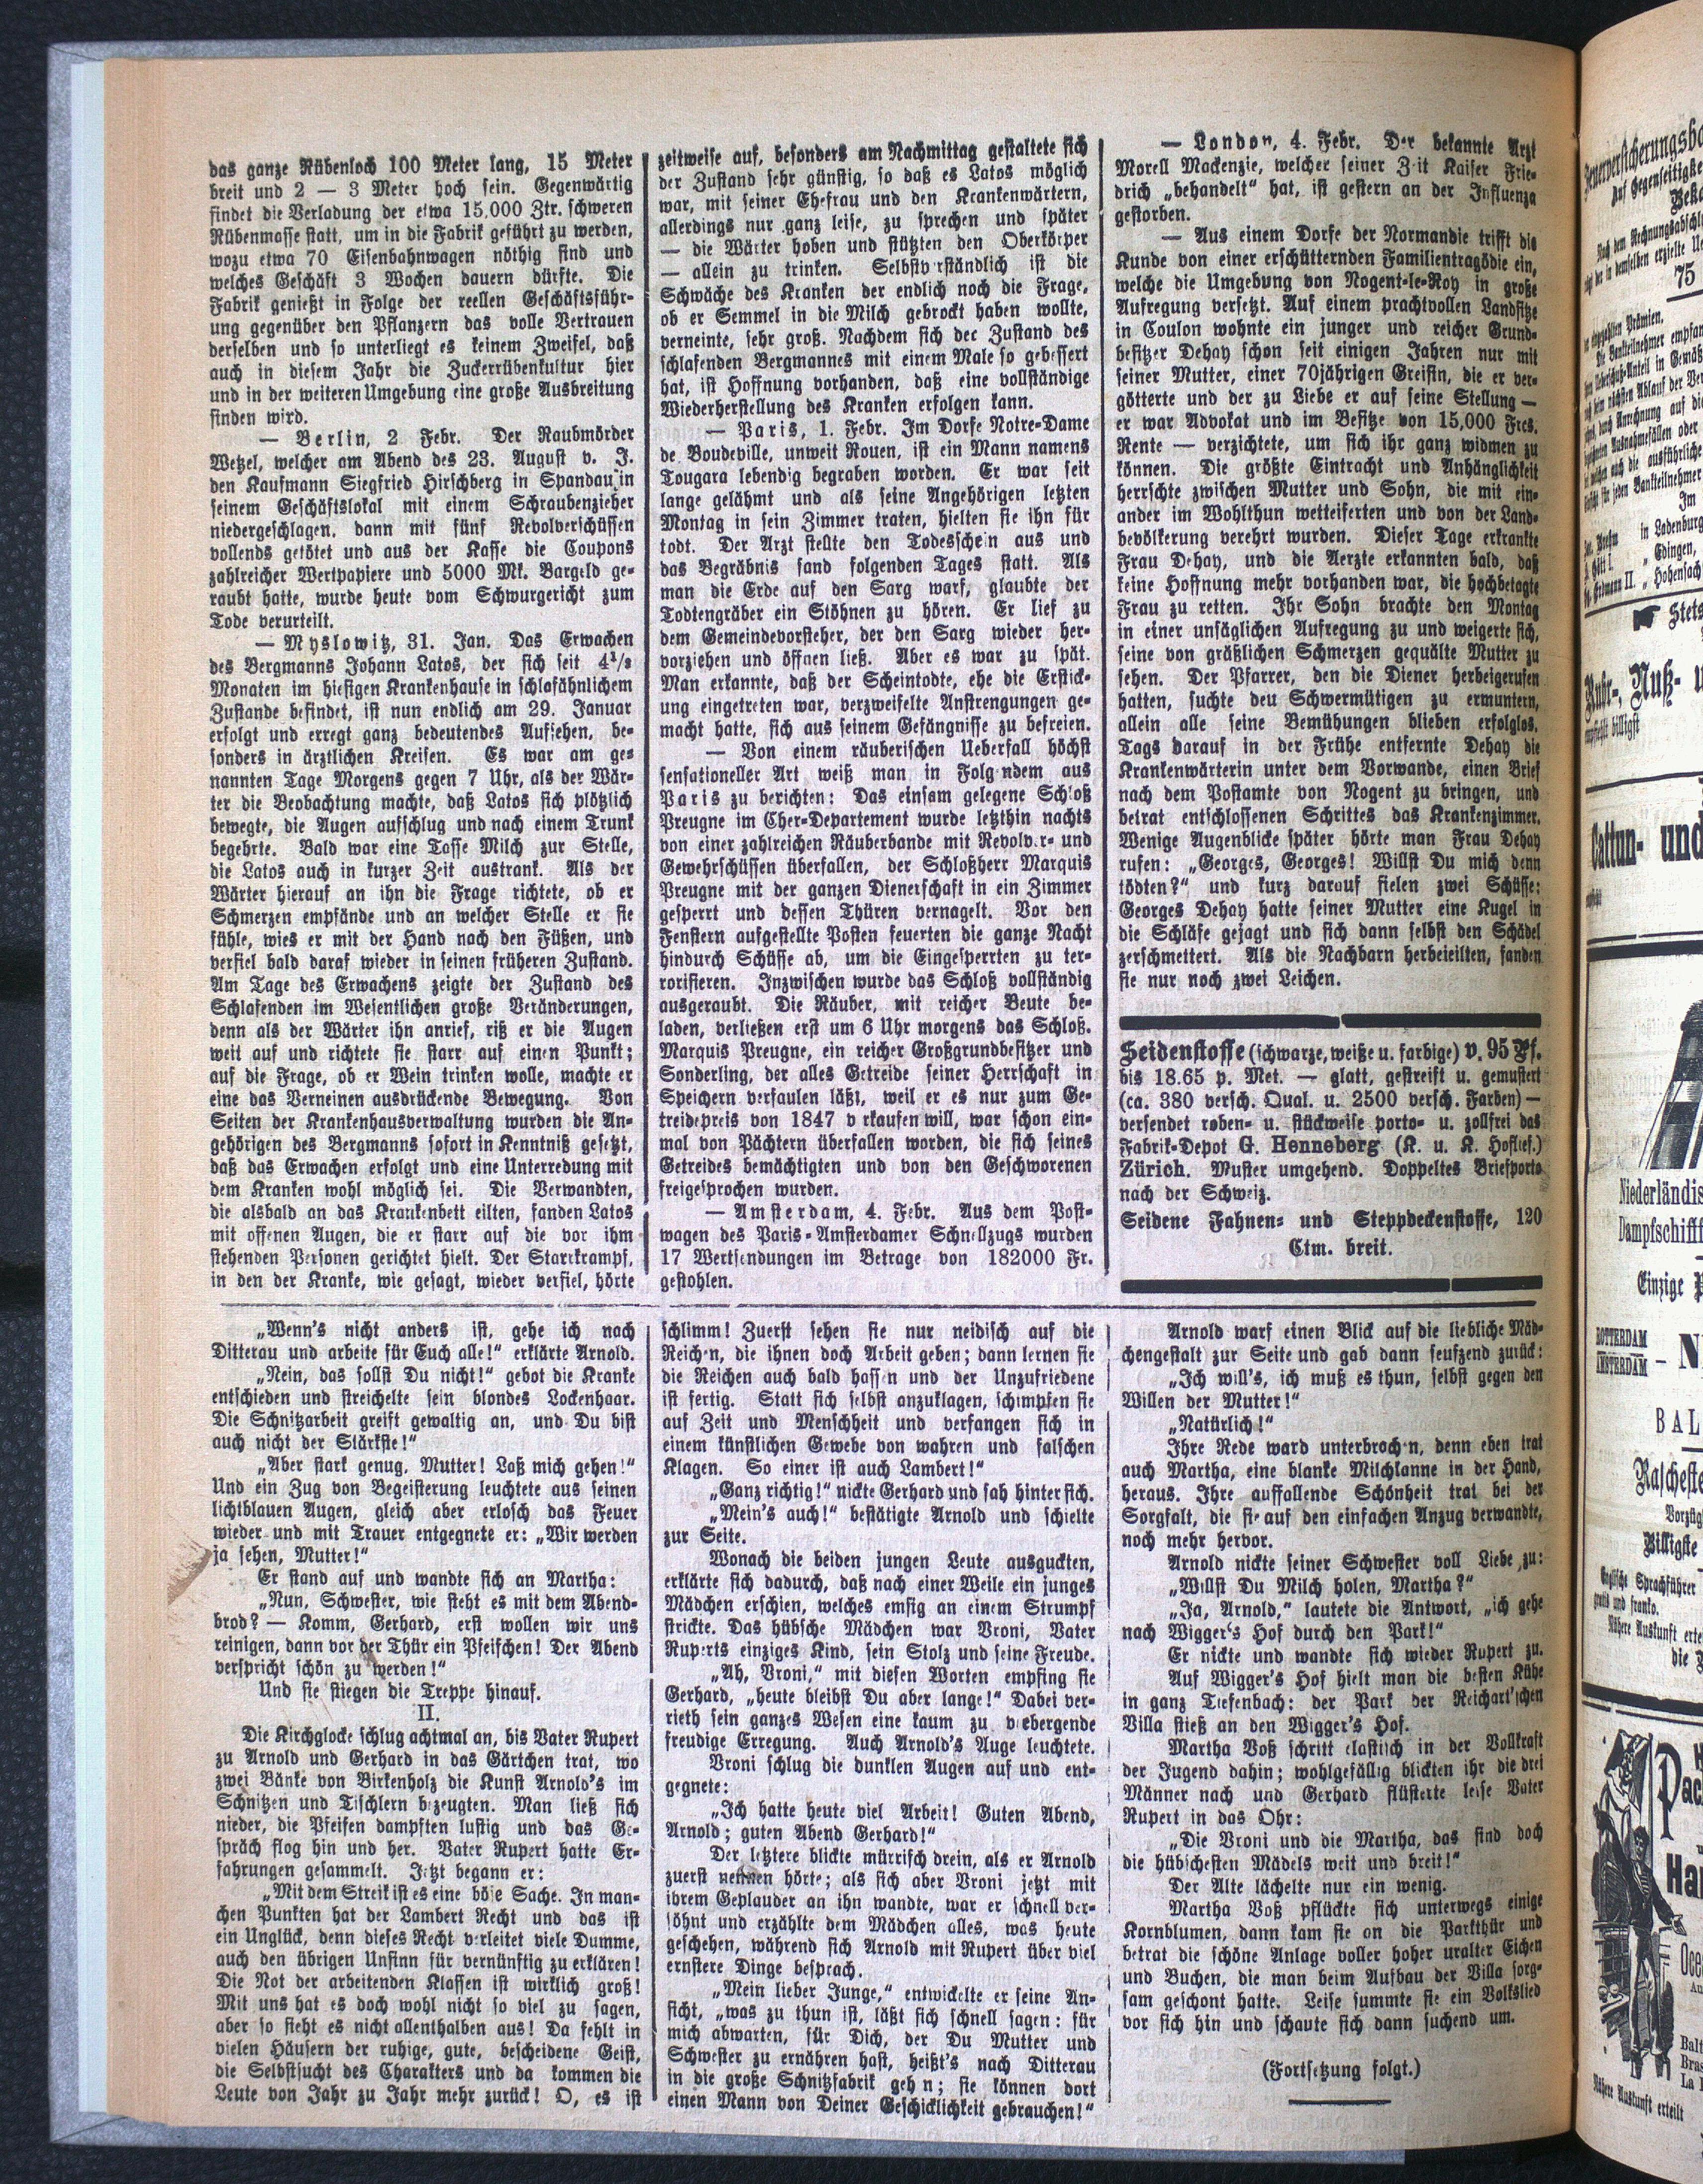 das ganze Rübenloch 100 Meter lang, 15 Meter
breit und 2 — 3 Meter hoch sein. Gegenwärtig
findet die Verladung der etwa 15,000 Ztr. schweren
Rübenmasse statt, um in die Fabrik geführt zu werden,
wozu etwa 70 Eisenbahnwagen nöthig sind und
welches Geschäft 3 Wochen dauern dürfte. Die
Fabrik genießt in Folge der reellen Geschäftsführ-
ung gegenüber den Pflanzern das volle Vertrauen
derselben und so unterliegt es keinem Zweifel, daß
auch in diesem Jahr die Zuckerrübenkultur hier
und in der weiteren Umgebung eine große Ausbreitung
finden wird.
— Berlin, 2 Febr. Der Raubmörder
Wetzel, welcher am Abend des 23. August v. J.
den Kaufmann Siegfried Hirschberg in Spandau in
seinem Geschäftslokal mit einem Schraubenzieher
niedergeschlagen, dann mit fünf Revolverschüssen
vollends getötet und aus der Kasse die Coupons
zahlreicher Wertpapiere und 5000 Mk. Bargeld ge-
raubt hatte, wurde heute vom Schwurgericht zum
Tode verurteilt.
— Myslowitz, 31. Jan. Das Erwachen
des Bergmanns Johann Latos, der sich seit 4½
Monaten im hiesigen Krankenhause in schlafähnlichem
Zustande befindet, ist nun endlich am 29. Januar
erfolgt und erregt ganz bedeutendes Aufsehen, be-
sonders in ärztlichen Kreisen. Es war am ge-
nannten Tage Morgens gegen 7 Uhr, als der Wär-
ter die Beobachtung machte, daß Latos sich plötzlich
bewegte, die Augen aufschlug und nach einem Trunk
begehrte. Bald war eine Tasse Milch zur Stelle,
die Latos auch in kurzer Zeit austrank. Als der
Wärter hierauf an ihn die Frage richtete, ob er
Schmerzen empfände und an welcher Stelle er sie
fühle, wies er mit der Hand nach den Füßen, und
verfiel bald daraf wieder in seinen früheren Zustand.
Am Tage des Erwachens zeigte der Zustand des
Schlafenden im Wesentlichen große Veränderungen,
denn als der Wärter ihn anrief, riß er die Augen
weit auf und richtete sie starr auf einen Punkt;
auf die Frage, ob er Wein trinken wolle, machte er
eine das Verneinen ausdrückende Bewegung. Von
Seiten der Krankenhausverwaltung wurden die An-
gehörigen des Bergmanns sofort in Kenntniß gesetzt,
daß das Erwachen erfolgt und eine Unterredung mit
dem Kranken wohl möglich sei. Die Verwandten,
die alsbald an das Krankenbett eilten, fanden Latos
mit offenen Augen, die er starr auf die vor ihm
stehenden Personen gerichtet hielt. Der Starrkrampf,
in den der Kranke, wie gesagt, wieder verfiel, hörte
zeitweise auf, besonders am Nachmittag gestaltete sich
der Zustand sehr günstig, so daß es Latos möglich
war, mit seiner Ehefrau und den Krankenwärtern,
allerdings nur ganz leise, zu sprechen und später
— die Wärter hoben und stützten den Oberkörper
— allein zu trinken. Selbstv rständlich ist die
Schwäche des Kranken der endlich noch die Frage,
ob er Semmel in die Milch gebrockt haben wollte,
verneinte, sehr groß. Nachdem sich der Zustand des
schlafenden Bergmannes mit einem Male so gebessert
hat, ist Hoffnung vorhanden, daß eine vollständige
Wiederherstellung des Kranken erfolgen kann.
— Paris, 1. Febr. Im Dorfe Notre-Dame
de Boudeville, unweit Rouen, ist ein Mann namens
Tougara lebendig begraben worden. Er war seit
lange gelähmt und als seine Angehörigen letzten
Montag in sein Zimmer traten, hielten sie ihn für
todt. Der Arzt stellte den Todesschein aus und
das Begräbnis fand folgenden Tages statt. Als
man die Erde auf den Sarg warf, glaubte der
Todtengräber ein Stöhnen zu hören. Er lief zu
dem Gemeindevorsteher, der den Sarg wieder her-
vorziehen und öffnen ließ. Aber es war zu spät.
Man erkannte, daß der Scheintodte, ehe die Erstick-
ung eingetreten war, verzweifelte Anstrengungen ge-
macht hatte, sich aus seinem Gefängnisse zu befreien.
— Von einem räuberischen Ueberfall höchst
sensationeller Art weiß man in Folg ndem aus
Paris zu berichten: Das einsam gelegene Schloß
Preugne im Cher-Departement wurde letzthin nachts
von einer zahlreichen Räuberbande mit Revolv r- und
Gewehrschüssen überfallen, der Schloßherr Marquis
Preugne mit der ganzen Dienerschaft in ein Zimmer
gesperrt und dessen Thüren vernagelt. Vor den
Fenstern aufgestellte Posten feuerten die ganze Nacht
hindurch Schüsse ab, um die Eingesperrten zu ter-
rorisieren. Inzwischen wurde das Schloß vollständig
ausgeraubt. Die Räuber, mit reicher Beute be-
laden, verließen erst um 6 Uhr morgens das Schloß.
Marquis Preugne, ein reicher Großgrundbesitzer und
Sonderling, der alles Getreide seiner Herrschaft in
Speichern verfaulen läßt, weil er es nur zum Ge-
treidepreis von 1847 v rkaufen will, war schon ein-
mal von Pächtern überfallen worden, die sich seines
Getreides bemächtigten und von den Geschworenen
freigesprochen wurden.
— Amsterdam, 4. Febr. Aus dem Post-
wagen des Paris-Amsterdamer Schnellzugs wurden
17 Wertsendungen im Betrage von 182000 Fr.
gestohlen.
— London, 4. Febr. Der bekannte Arzt
Morell Mackenzie, welcher seiner Zeit Kaiser Frie-
drich „behandelt“ hat, ist gestern an der Influenza
gestorben.
— Aus einem Dorfe der Normandie trifft die
Kunde von einer erschütternden Familientragödie ein,
welche die Umgebung von Nogent-le-Roy in große
Aufregung versetzt. Auf einem prachtvollen Landsitze
in Coulon wohnte ein junger und reicher Grund-
besitzer Dehay schon seit einigen Jahren nur mit
seiner Mutter, einer 70jährigen Greisin, die er ver-
götterte und der zu Liebe er auf seine Stellung —
er war Advokat und im Besitze von 15,000 Frcs.
Rente — verzichtete, um sich ihr ganz widmen zu
können. Die größte Eintracht und Anhänglichkeit
herrschte zwischen Mutter und Sohn, die mit ein-
ander im Wohlthun wetteiferten und von der Land-
bevölkerung verehrt wurden. Dieser Tage erkrankte
Frau Dehay, und die Aerzte erkannten bald, daß
keine Hoffnung mehr vorhanden war, die hochbetagte
Frau zu retten. Ihr Sohn brachte den Montag
in einer unsäglichen Aufregung zu und weigerte sich,
seine von gräßlichen Schmerzen gequälte Mutter zu
sehen. Der Pfarrer, den die Diener herbeigerufen
hatten, suchte deu Schwermütigen zu ermuntern,
allein alle seine Bemühungen blieben erfolglos.
Tags darauf in der Frühe entfernte Dehay die
Krankenwärterin unter dem Vorwande, einen Brief
nach dem Postamte von Nogent zu bringen, und
betrat entschlossenen Schrittes das Krankenzimmer.
Wenige Augenblicke später hörte man Frau Dehay
rufen: „Georges, Georges! Willst Du mich denn
tödten?“ und kurz darauf fielen zwei Schüsse:
Georges Dehay hatte seiner Mutter eine Kugel in
die Schläfe gejagt und sich dann selbst den Schädel
zerschmettert. Als die Nachbarn herbeieilten, fanden
sie nur noch zwei Leichen.
Seidenstoffe (schwarze, weiße u. farbige) v. 95 Pf.
bis 18.65 p. Met. — glatt, gestreift u. gemustert
(ca. 380 versch. Qual. u. 2500 versch. Farben) —
versendet roben- u. stückweise porto- u. zollfrei das
Fabrik-Depot G. Henneberg (K. u. K. Hoflief.)
Zürich. Muster umgehend. Doppeltes Briefporto
nach der Schweiz.
Seidene Fahnen- und Steppdeckenstoffe, 120
Ctm. breit.
„Wenn's nicht anders ist, gehe ich nach
Ditterau und arbeite für Euch alle!“ erklärte Arnold.
„Nein, das sollst Du nicht!“ gebot die Kranke
entschieden und streichelte sein blondes Lockenhaar.
Die Schnitzarbeit greift gewaltig an, und Du bist
auch nicht der Stärkste!“
„Aber stark genug, Mutter! Laß mich gehen!“
Und ein Zug von Begeisterung leuchtete aus seinen
lichtblauen Augen, gleich aber erlosch das Feuer
wieder und mit Trauer entgegnete er: „Wir werden
ja sehen, Mutter!“
Er stand auf und wandte sich an Martha:
„Nun, Schwester, wie steht es mit dem Abend-
brod? — Komm, Gerhard, erst wollen wir uns
reinigen, dann vor der Thür ein Pfeifchen! Der Abend
verspricht schön zu werden!“
Und sie stiegen die Treppe hinauf.
II.
Die Kirchglocke schlug achtmal an, bis Vater Rupert
zu Arnold und Gerhard in das Gärtchen trat, wo
zwei Bänke von Birkenholz die Kunst Arnold's im
Schnitzen und Tischlern bezeugten. Man ließ sich
nieder, die Pfeifen dampften lustig und das Ge-
spräch flog hin und her. Vater Rupert hatte Er-
fahrungen gesammelt. Jetzt begann er:
„Mit dem Streik ist es eine böse Sache. In man-
chen Punkten hat der Lambert Recht und das ist
ein Unglück, denn dieses Recht verleitet viele Dumme,
auch den übrigen Unsinn für vernünftig zu erklären!
Die Not der arbeitenden Klassen ist wirklich groß!
Mit uns hat es doch wohl nicht so viel zu sagen,
aber so sieht es nicht allenthalben aus! Da fehlt in
vielen Häusern der ruhige, gute, bescheidene Geist,
die Selbstsucht des Charakters und da kommen die
Leute von Jahr zu Jahr mehr zurück! O, es ist
schlimm! Zuerst sehen sie nur neidisch auf die
Reich n, die ihnen doch Arbeit geben; dann lernen sie
die Reichen auch bald hassen und der Unzufriedene
ist fertig. Statt sich selbst anzuklagen, schimpfen sie
auf Zeit und Menschheit und verfangen sich in
einem künstlichen Gewebe von wahren und falschen
Klagen. So einer ist auch Lambert!“
„Ganz richtig!“ nickte Gerhard und sah hinter sich.
„Mein's auch!“ bestätigte Arnold und schielte
zur Seite.
Wonach die beiden jungen Leute ausguckten,
erklärte sich dadurch, daß nach einer Weile ein junges
Mädchen erschien, welches emsig an einem Strumpf
strickte. Das hübsche Mädchen war Vroni, Vater
Ruperts einziges Kind, sein Stolz und seine Freude.
„Ah, Vroni,“ mit diesen Worten empfing sie
Gerhard, „heute bleibst Du aber lange!“ Dabei ver-
rieth sein ganzes Wesen eine kaum zu v ebergende
freudige Erregung. Auch Arnold's Auge leuchtete.
Vroni schlug die dunklen Augen auf und ent-
gegnete:
„Ich hatte heute viel Arbeit! Guten Abend,
Arnold; guten Abend Gerhard!“
Der letztere blickte mürrisch drein, als er Arnold
zuerst nennen hörte; als sich aber Vroni jetzt mit
ihrem Geplauder an ihn wandte, war er schnell ver-
söhnt und erzählte dem Mädchen alles, was heute
geschehen, während sich Arnold mit Rupert über viel
ernstere Dinge besprach.
„Mein lieber Junge,“ entwickelte er seine An-
sicht, „was zu thun ist, läßt sich schnell sagen: für
mich abwarten, für Dich, der Du Mutter und
Schwester zu ernähren hast, heißt's nach Ditterau
in die große Schnitzfabrik geh n; sie können dort
einen Mann von Deiner Geschicklichkeit gebrauchen!“
Arnold warf einen Blick auf die liebliche Mäd-
chengestalt zur Seite und gab dann seufzend zurück:
„Ich will's, ich muß es thun, selbst gegen den
Willen der Mutter!“
„Natürlich!“
Ihre Rede ward unterbroch n, denn eben trat
auch Martha, eine blanke Milchkanne in der Hand,
heraus. Ihre auffallende Schönheit trat bei der
Sorgfalt, die sie auf den einfachen Anzug verwandte,
noch mehr hervor.
Arnold nickte seiner Schwester voll Liebe zu:
„Willst Du Milch holen, Martha?“
„Ja, Arnold,“ lautete die Antwort, „ich gehe
nach Wigger's Hof durch den Park!“
Er nickte und wandte sich wieder Rupert zu.
Auf Wigger's Hof hielt man die besten Kühe
in ganz Tiefenbach: der Park der Reichart'schen
Villa stieß an den Wigger's Hof.
Martha Voß schritt elastisch in der Vollkraft
der Jugend dahin; wohlgefällig blickten ihr die drei
Männer nach und Gerhard flüsterte leise Vater
Rupert in das Ohr:
„Die Vroni und die Martha, das sind doch
die hübschesten Mädels weit und breit!“
Der Alte lächelte nur ein wenig.
Martha Voß pflückte sich unterwegs einige
Kornblumen, dann kam sie an die Parkthür und
betrat die schöne Anlage voller hoher uralter Eichen
und Buchen, die man beim Aufbau der Villa sorg-
sam geschont hatte. Leise summte sie ein Volkslied
vor sich hin und schaute sich dann suchend um.
(Fortsetzung folgt.)
Feuerversicherungsba
auf Gegenseitigke
75
Stets
Ruhr-, Nuß- u
empfiehlt billigst
Cattun- und
Niederländis
Dampfschifff
Einzige P
ROTTERDAM
AMSTERDAM — N
BAL
Rascheste
Vorzüg
Billigste
gratis und franko.
Nähere Auskunft erte
die
Pac
Ha
Oce
Balt
Bras
La
Nähere Auskunft erteilt